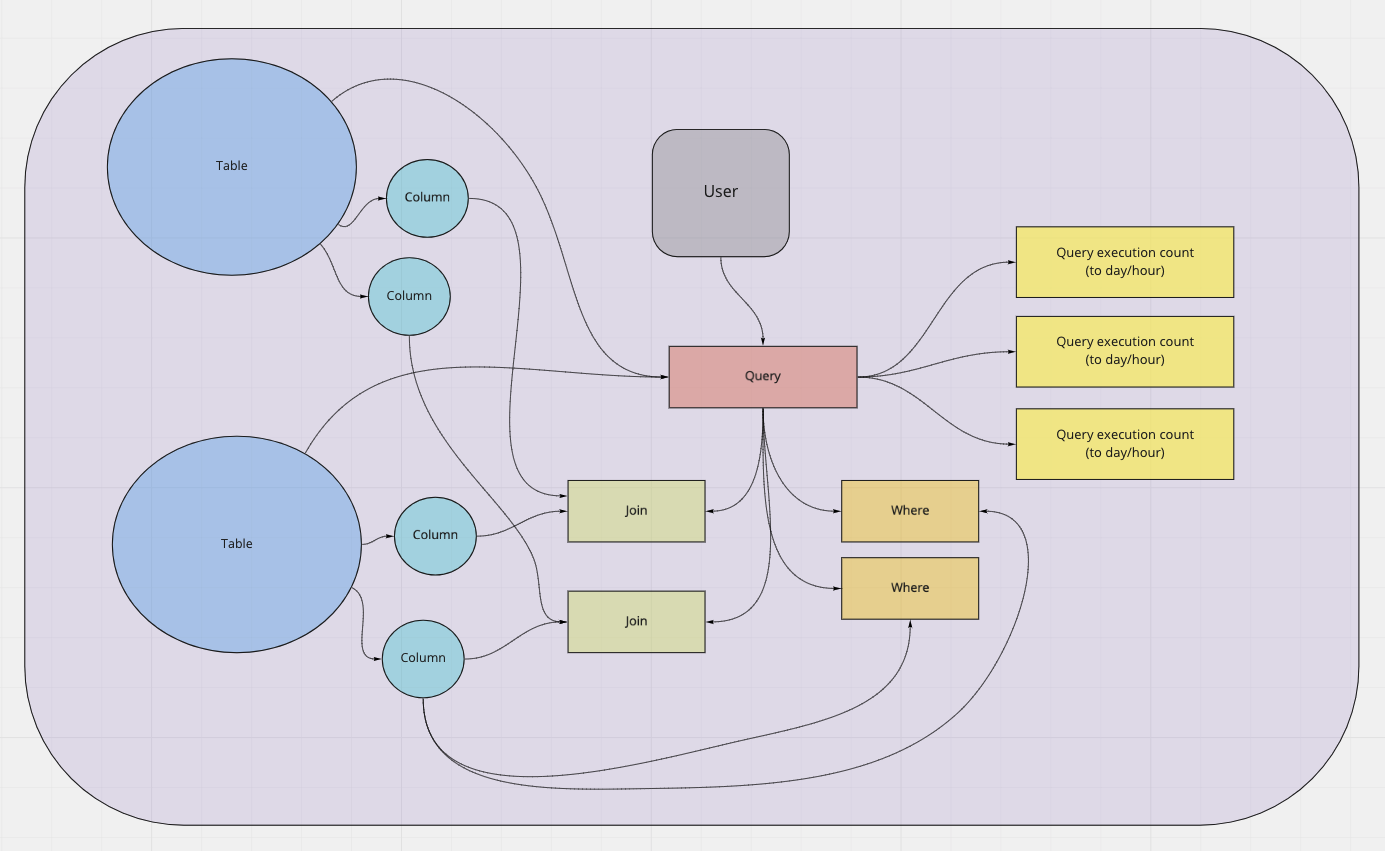 Table
Column
Column
User
Query execution count
(to day/hour)
Query execution count
(to day/hour)
Query
Query execution count
(to day/hour)
Table
Column
Join
Where
Where
Join
Column